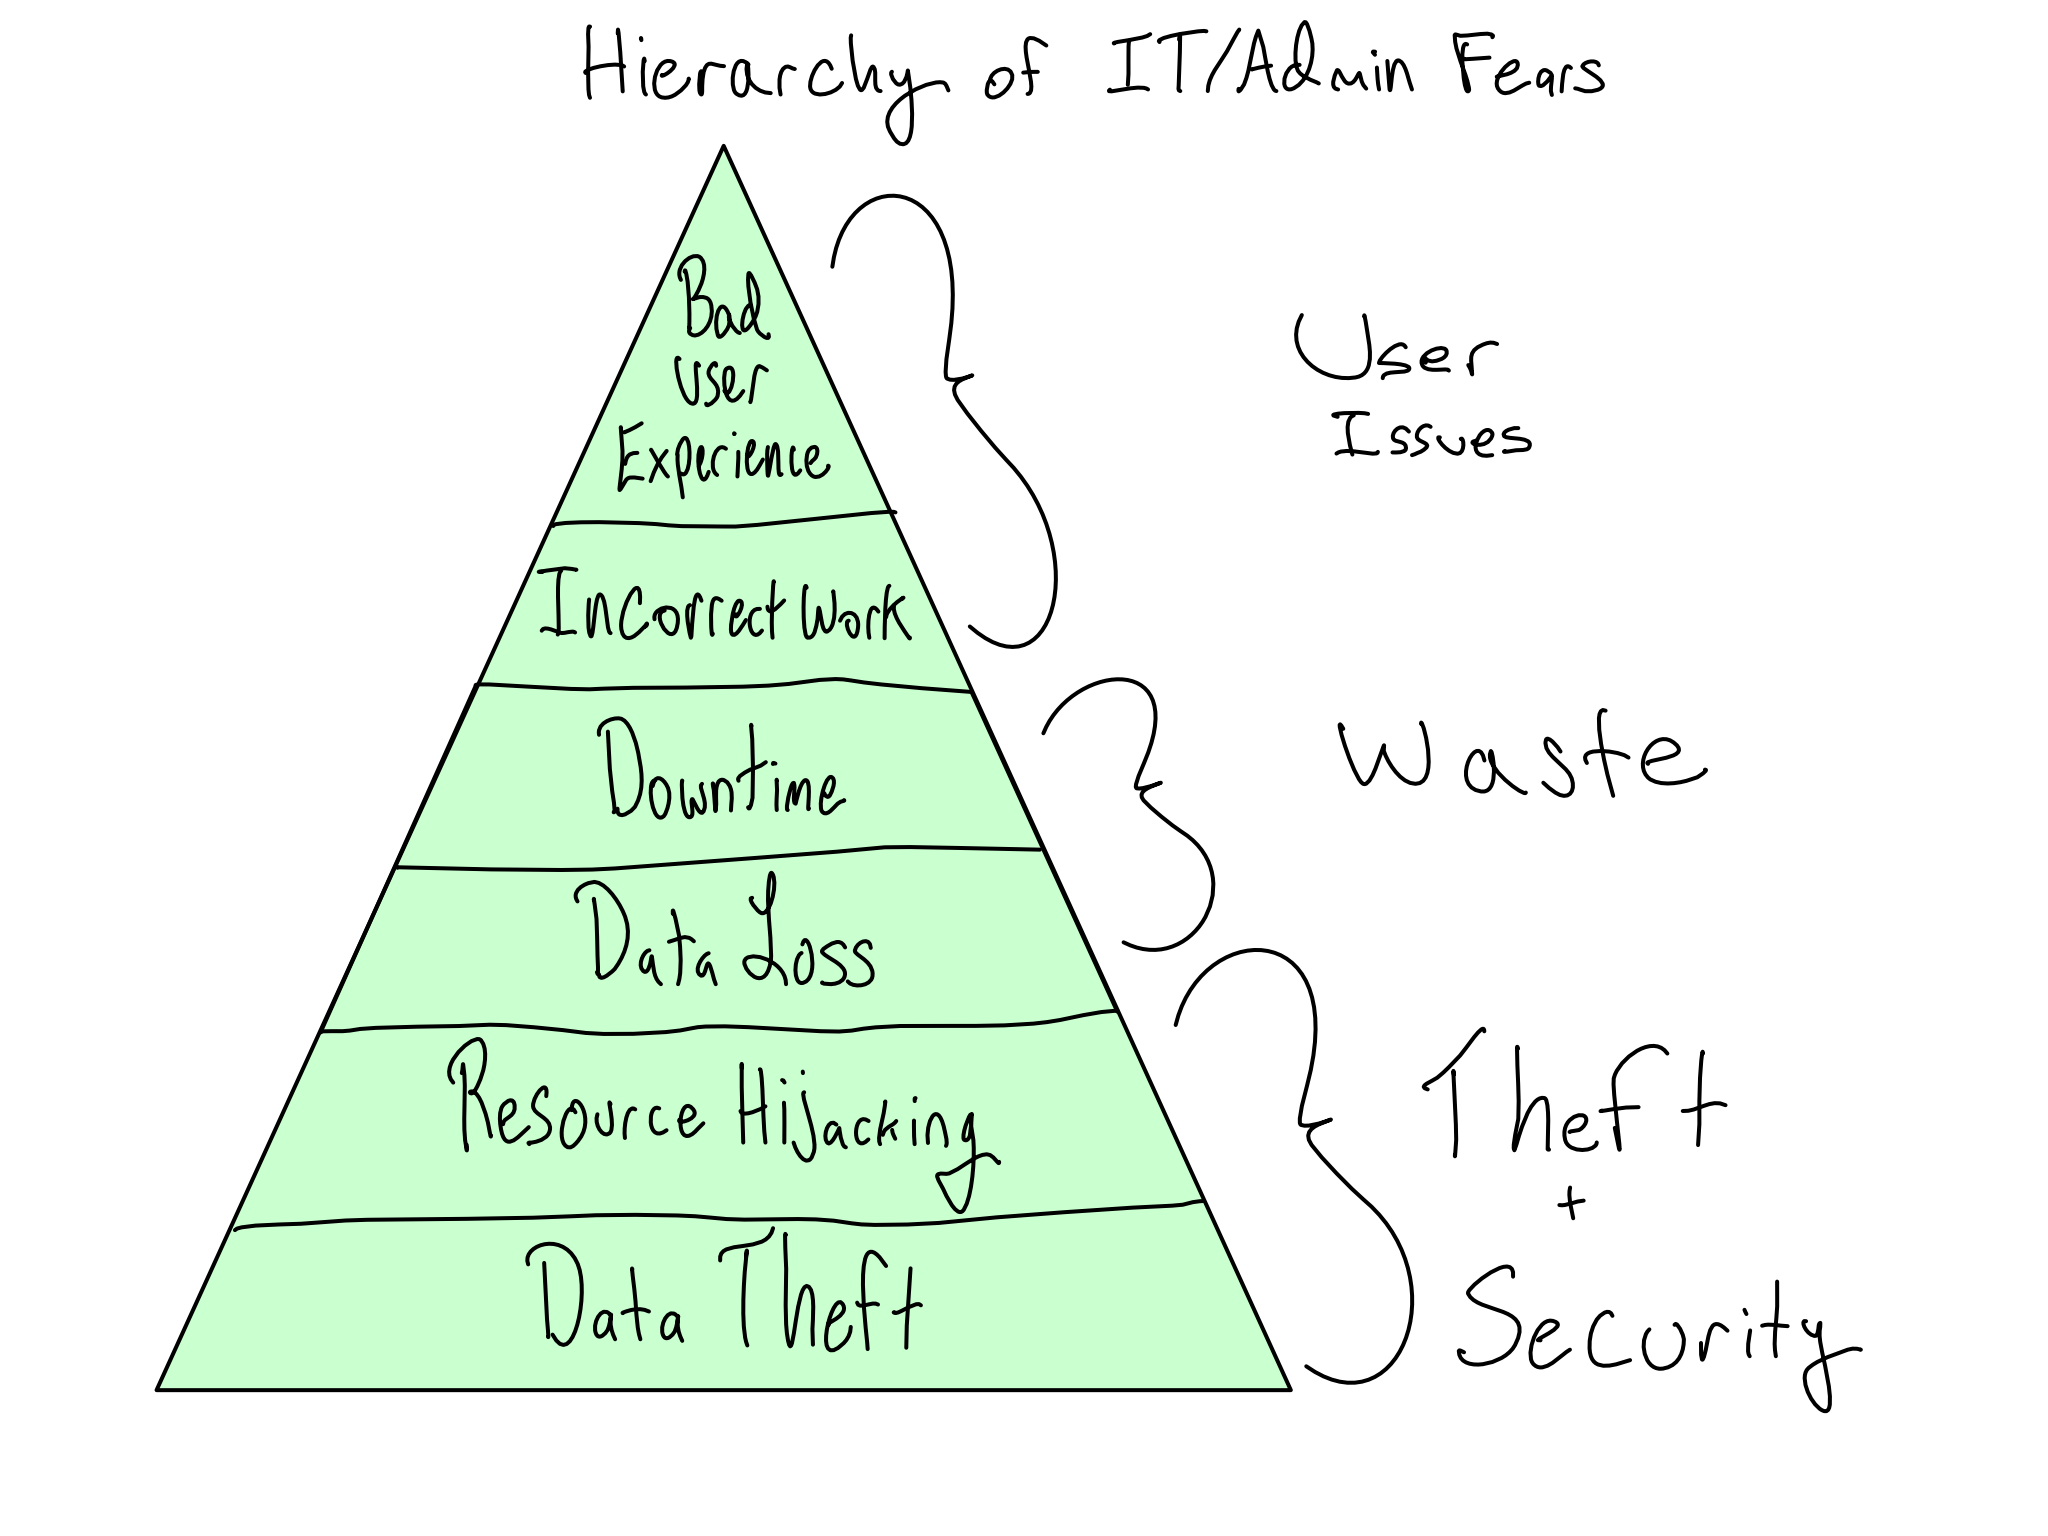 Hierarchy of IT/Admin Fears
Bad
User
Experience
Incorrect Work
Downtime
Data Loss
Resource Hijacking
Data Theft
User
Issues
Waste
Theft
+
Security